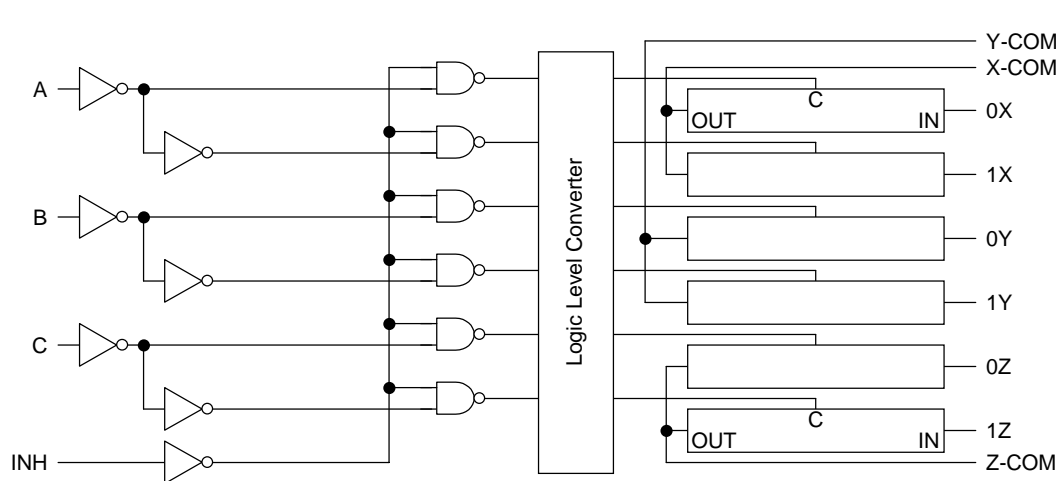 Y-COM
X-COM
A
C
OUT
IN
0X
1X
B
0Y
Logic Level Converter
1Y
C
0Z
C
OUT
IN
1Z
INH
Z-COM